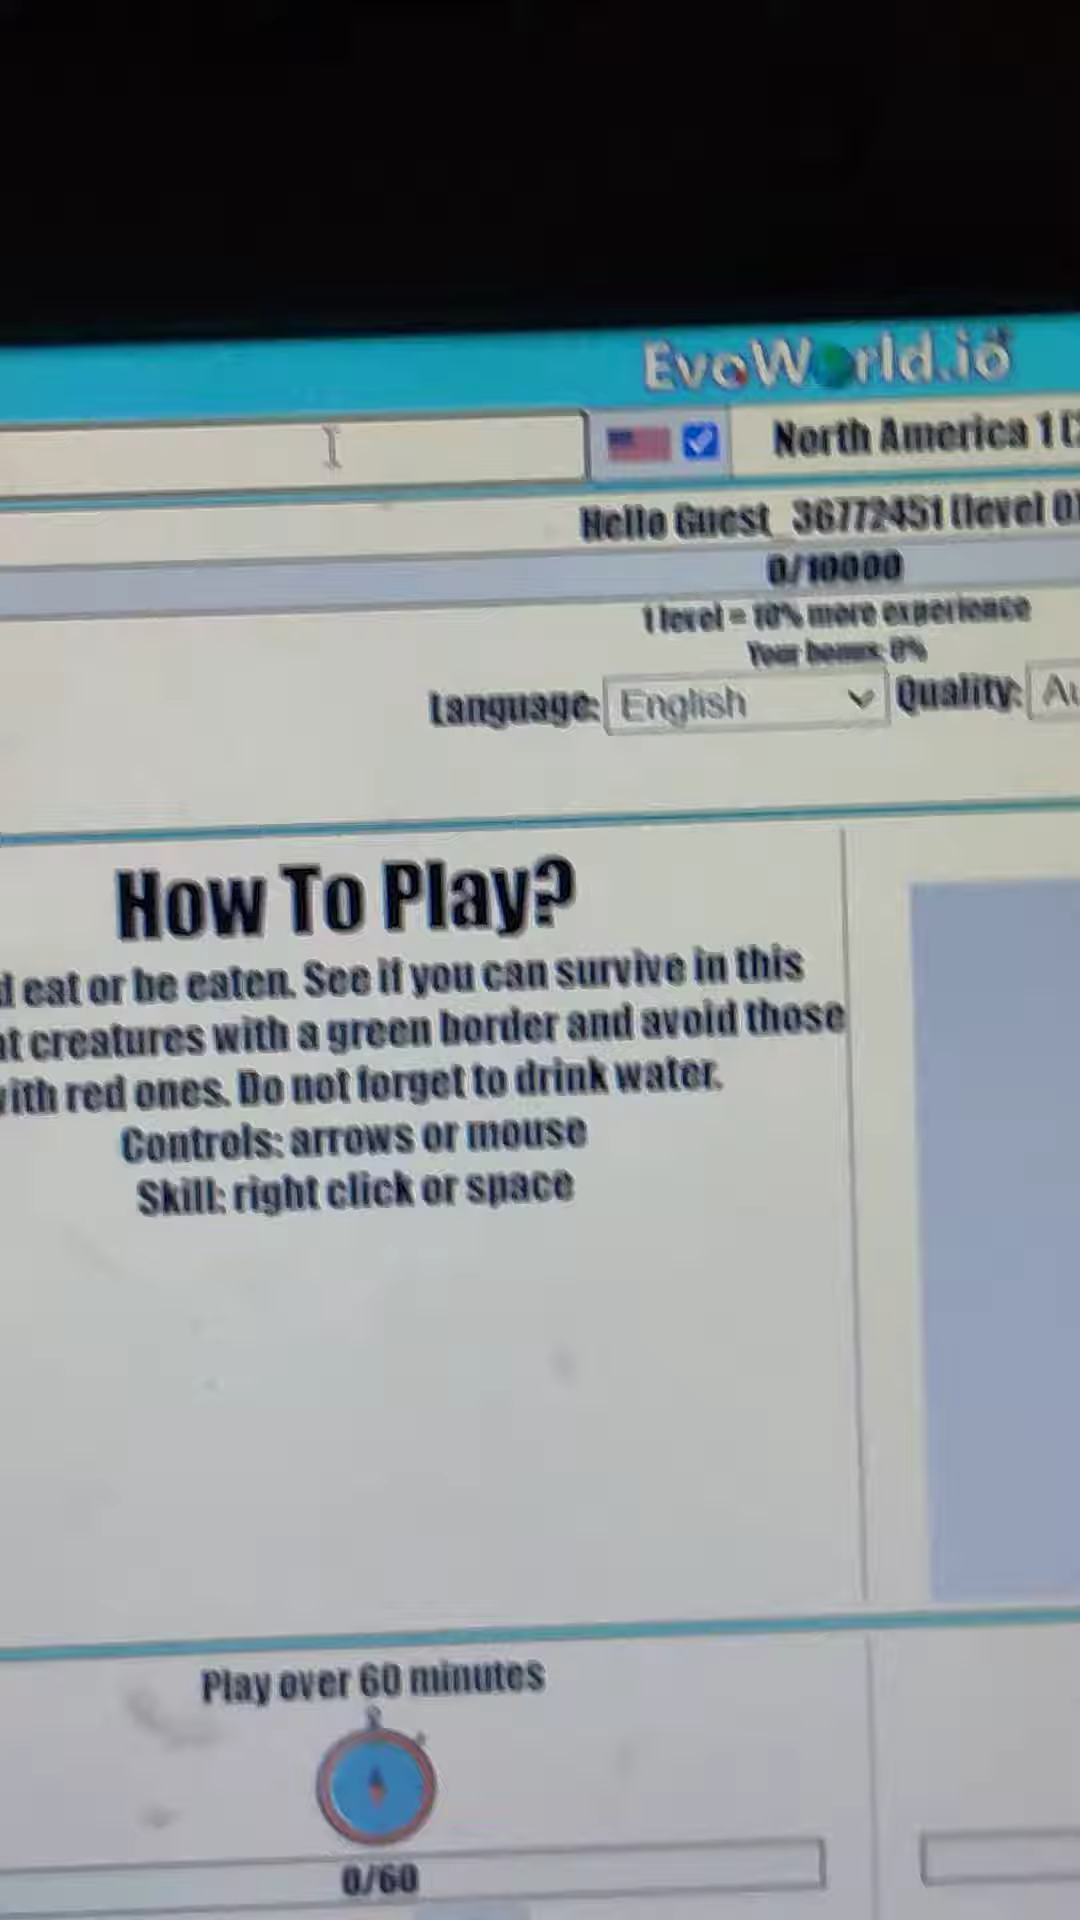 EvoWorld.io
North America 1
Hello Guest_36772451 (level 0)
0/10000
1 level = 10% more experience
Your bonus: 0%
Language: English Quality:
How To Play?
eat or be eaten. See if you can survive in this
creatures with a green border and avoid those
with red ones. Do not forget to drink water.
Controls: arrows or mouse
Skill: right click or space
Play over 60 minutes
0/60